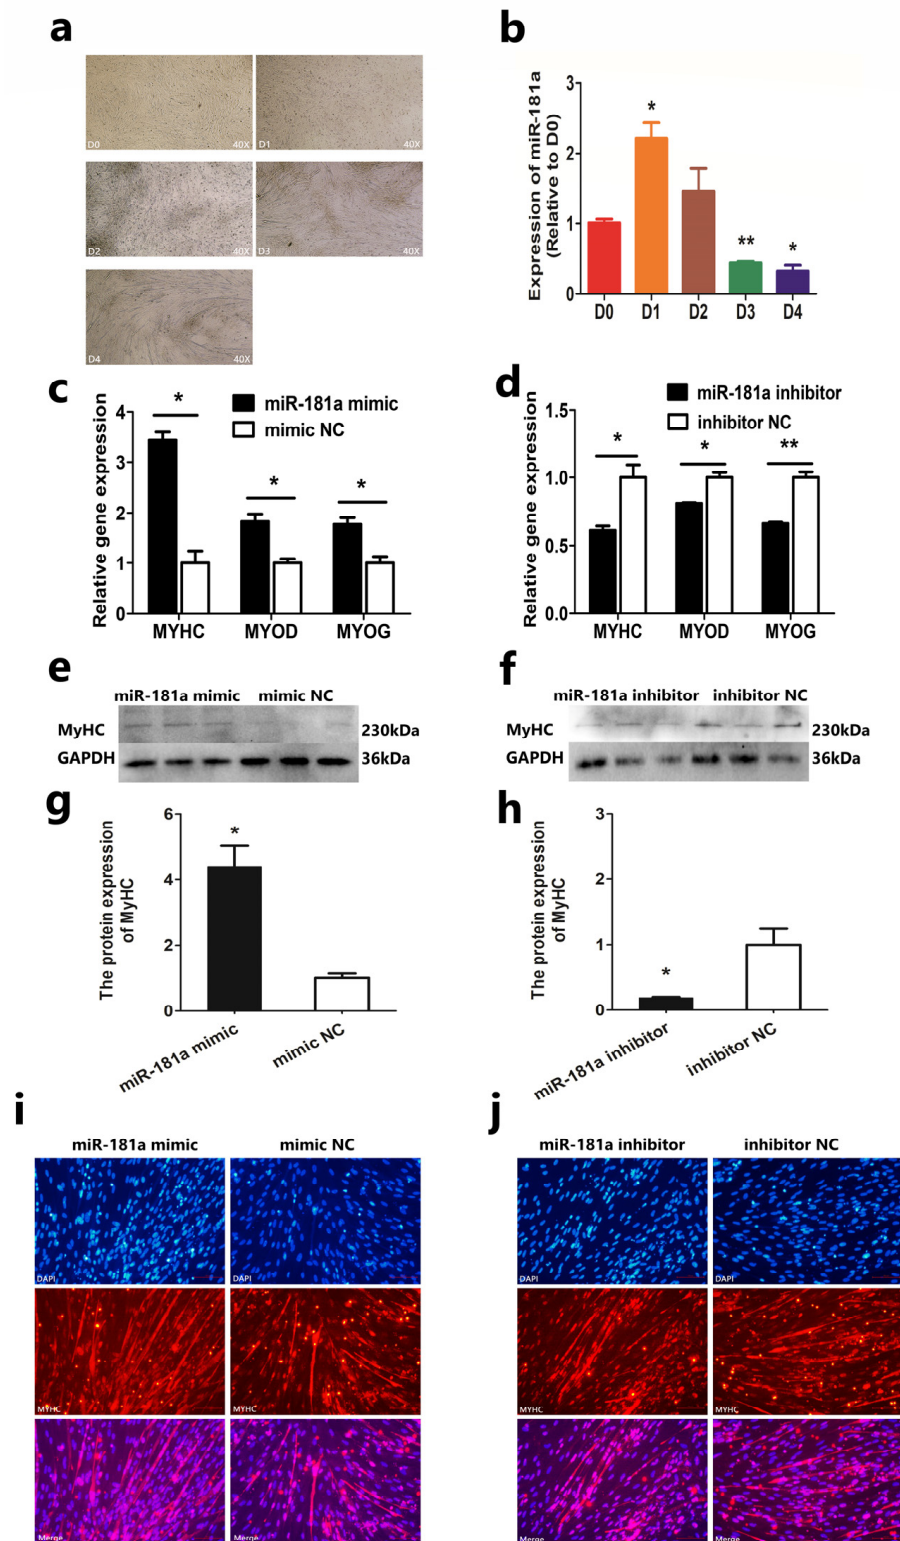 a
D0 40X
D1 40X
D2 40X
D3 40X
D4 40X
b
Expression of miR-181a
(Relative to D0)
3
2
1
0
*
**
*
D0 D1 D2 D3 D4
c
miR-181a mimic
mimic NC
Relative gene expression
4
3
2
1
0
*
*
*
MYHC MYOD MYOG
d
miR-181a inhibitor
inhibitor NC
Relative gene expression
1.5
1.0
0.5
0.0
*
*
**
MYHC MYOD MYOG
e
miR-181a mimic mimic NC
MyHC 230kDa
GAPDH 36kDa
f
miR-181a inhibitor inhibitor NC
MyHC 230kDa
GAPDH 36kDa
g
The protein expression
of MyHC
6
4
2
0
*
miR-181a mimic
mimic NC
h
The protein expression
of MyHC
3
2
1
0
*
miR-181a inhibitor
inhibitor NC
i
miR-181a mimic mimic NC
DAPI DAPI
MYHC MYHC
Merge Merge
j
miR-181a inhibitor inhibitor NC
DAPI DAPI
MYHC MYHC
Merge Merge